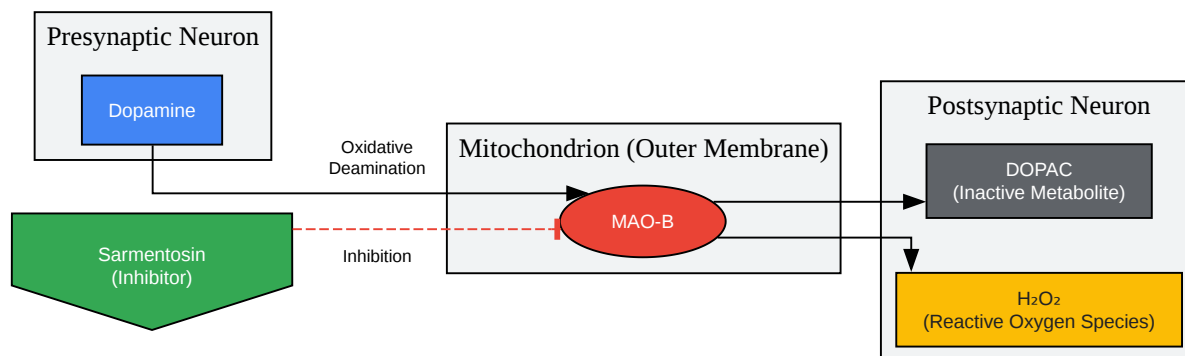 Presynaptic Neuron
Dopamine
Oxidative
Deamination
Sarmentosin
(Inhibitor)
Inhibition
Mitochondrion (Outer Membrane)
MAO-B
Postsynaptic Neuron
DOPAC
(Inactive Metabolite)
H₂O₂
(Reactive Oxygen Species)